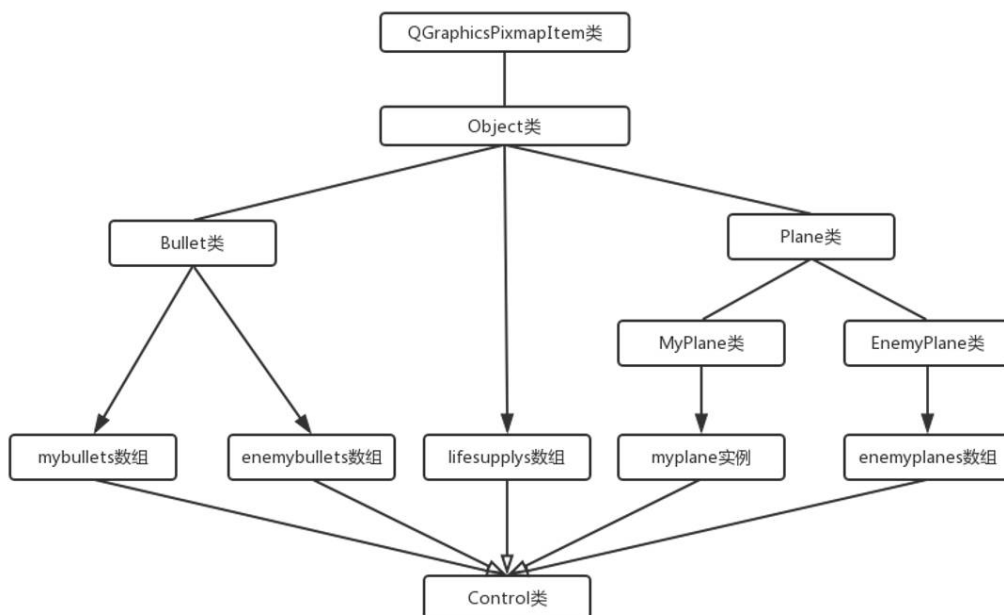 QGraphicsPixmapItem类
Object类
Bullet类
Plane类
MyPlane类
EnemyPlane类
mybullets数组
enemybullets数组
lifesupplys数组
myplane实例
enemyplanes数组
Control类